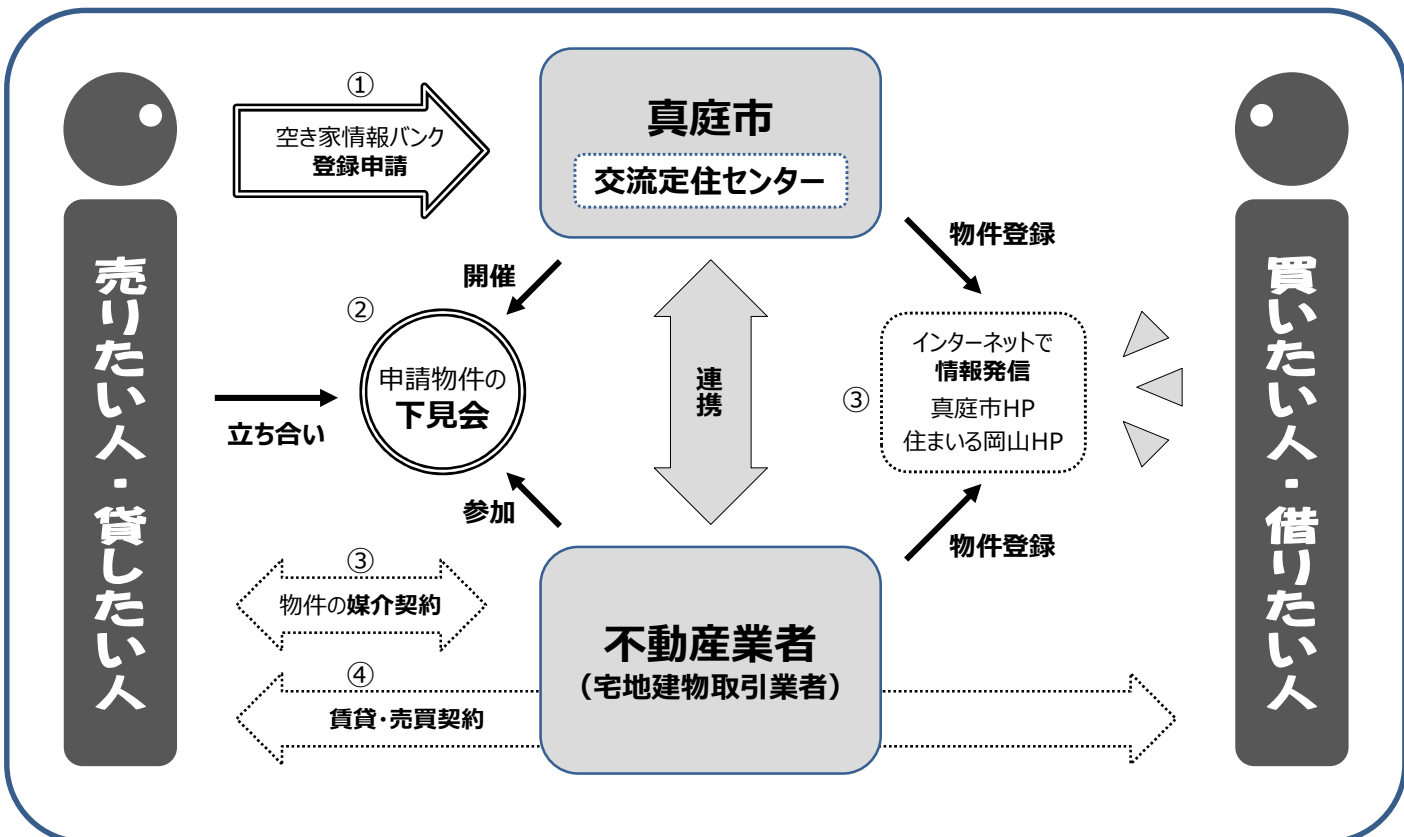 ①
空き家情報バンク
登録申請
真庭市
交流定住センター
売りたい人・貸したい人
買いたい人・借りたい人
開催
物件登録
②
申請物件の
下見会
立ち合い
参加
連携
③
インターネットで
情報発信
真庭市HP
住まいる岡山HP
物件登録
③
物件の媒介契約
不動産業者
（宅地建物取引業者）
④
賃貸・売買契約